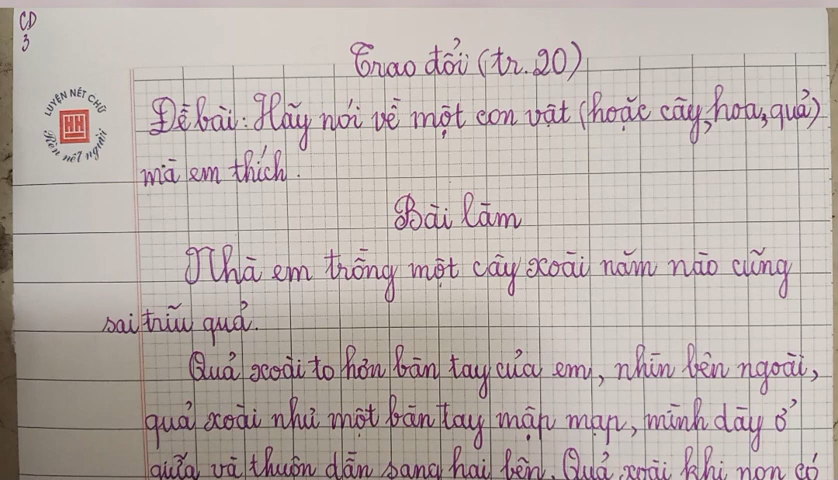 CD
3
Trao đổi (tr.20)
LUYỆN NÉT CHỮ
Rèn nết người
Đề bài: Hãy nói về một con vật (hoặc cây, hoa, quả)
mà em thích.
Bài làm
Nhà em trồng một cây xoài năm nào cũng
sai trĩu quả.
Quả xoài to hơn bàn tay của em, nhìn bên ngoài,
quả xoài như một bàn tay mập mạp, mình dày ở
giữa và thuôn dần sang hai bên. Quả xoài khi non có